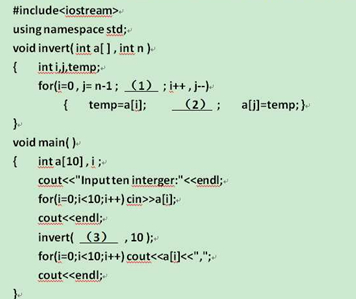 #include<iostream>
using namespace std;
void invert( int a[ ] , int n )
{ int i,j,temp;
for(i=0 , j= n-1 ; （1） ; i++ , j--)
{ temp=a[i]; （2） ; a[j]=temp; }
}
void main( )
{ int a[10] , i ;
cout<<"Input ten interger:"<<endl;
for(i=0;i<10;i++) cin>>a[i];
cout<<endl;
invert( （3） , 10 );
for(i=0;i<10;i++) cout<<a[i]<<",";
cout<<endl;
}